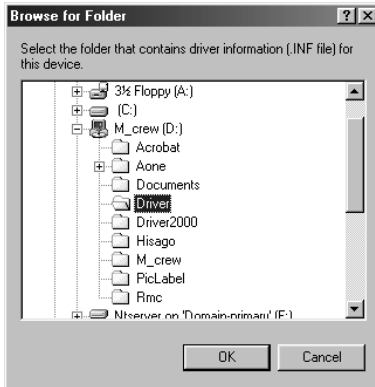 Browse for Folder
Select the folder that contains driver information (.INF file) for
this device.
3½ Floppy (A:)
(C:)
M_crew (D:)
Acrobat
Aone
Documents
Driver
Driver2000
Hisago
M_crew
PicLabel
Rmc
Ntserver on 'Domain-primary' (F:)
OK Cancel